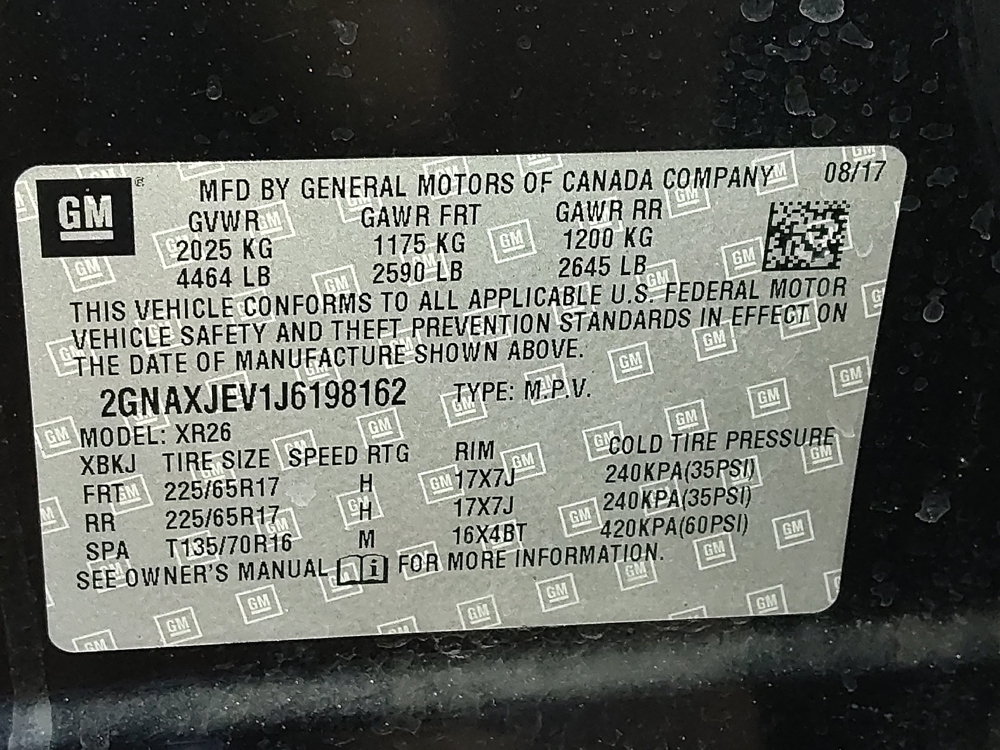 GM ® MFD BY GENERAL MOTORS OF CANADA COMPANY 08/17
GVWR GAWR FRT GAWR RR
2025 KG 1175 KG 1200 KG
4464 LB 2590 LB 2645 LB
THIS VEHICLE CONFORMS TO ALL APPLICABLE U.S. FEDERAL MOTOR
VEHICLE SAFETY AND THEFT PREVENTION STANDARDS IN EFFECT ON
THE DATE OF MANUFACTURE SHOWN ABOVE.
2GNAXJEV1J6198162 TYPE: M.P.V.
MODEL: XR26
XBKJ TIRE SIZE SPEED RTG RIM COLD TIRE PRESSURE
FRT 225/65R17 H 17X7J 240KPA(35PSI)
RR 225/65R17 H 17X7J 240KPA(35PSI)
SPA T135/70R16 M 16X4BT 420KPA(60PSI)
SEE OWNER'S MANUAL i FOR MORE INFORMATION.